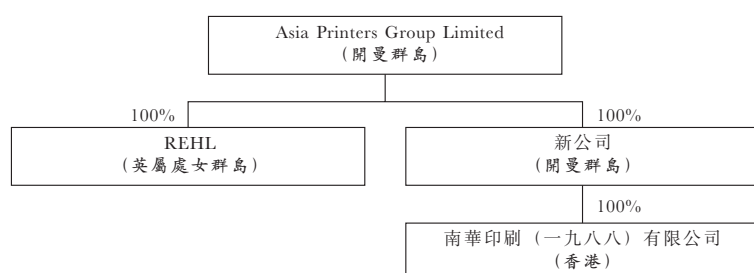 Asia Printers Group Limited
(開曼群島)
100%
100%
REHL
(英屬處女群島)
新公司
(開曼群島)
100%
南華印刷（一九八八）有限公司
(香港)